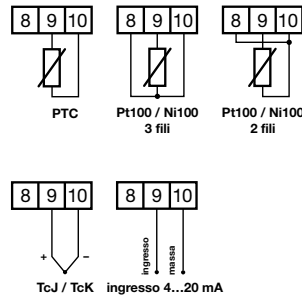 8 9 10 8 9 10 8 9 10
PTC Pt100 / Ni100 Pt100 / Ni100
3 fili 2 fili
8 9 10 8 9 10
+ − ingresso massa
TcJ / TcK ingresso 4...20 mA